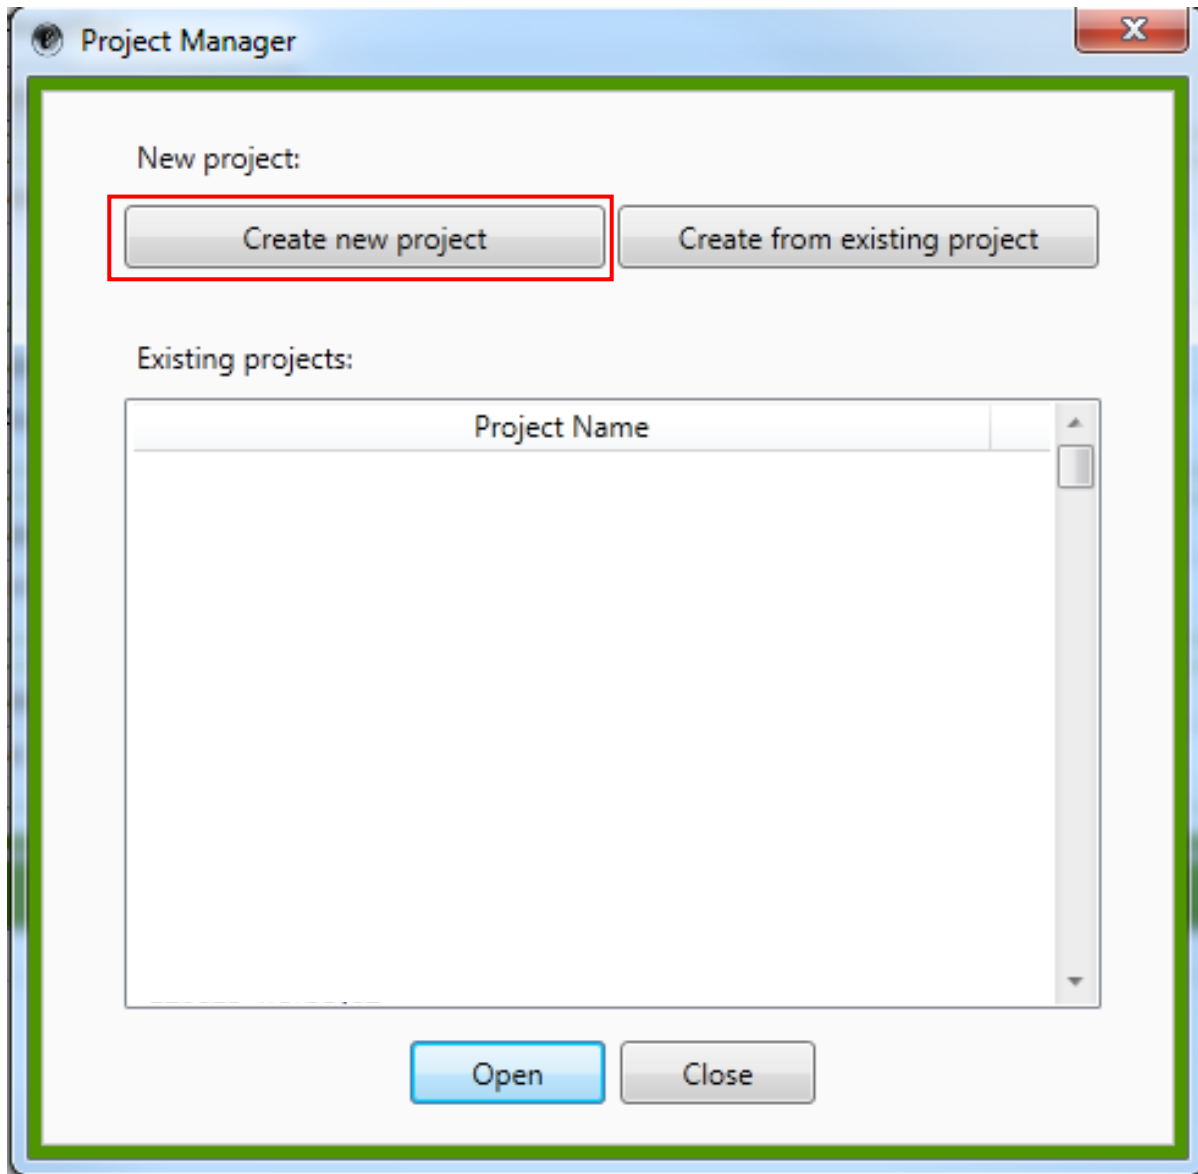 Project Manager
New project:
Create new project
Create from existing project
Existing projects:
Project Name
Open
Close